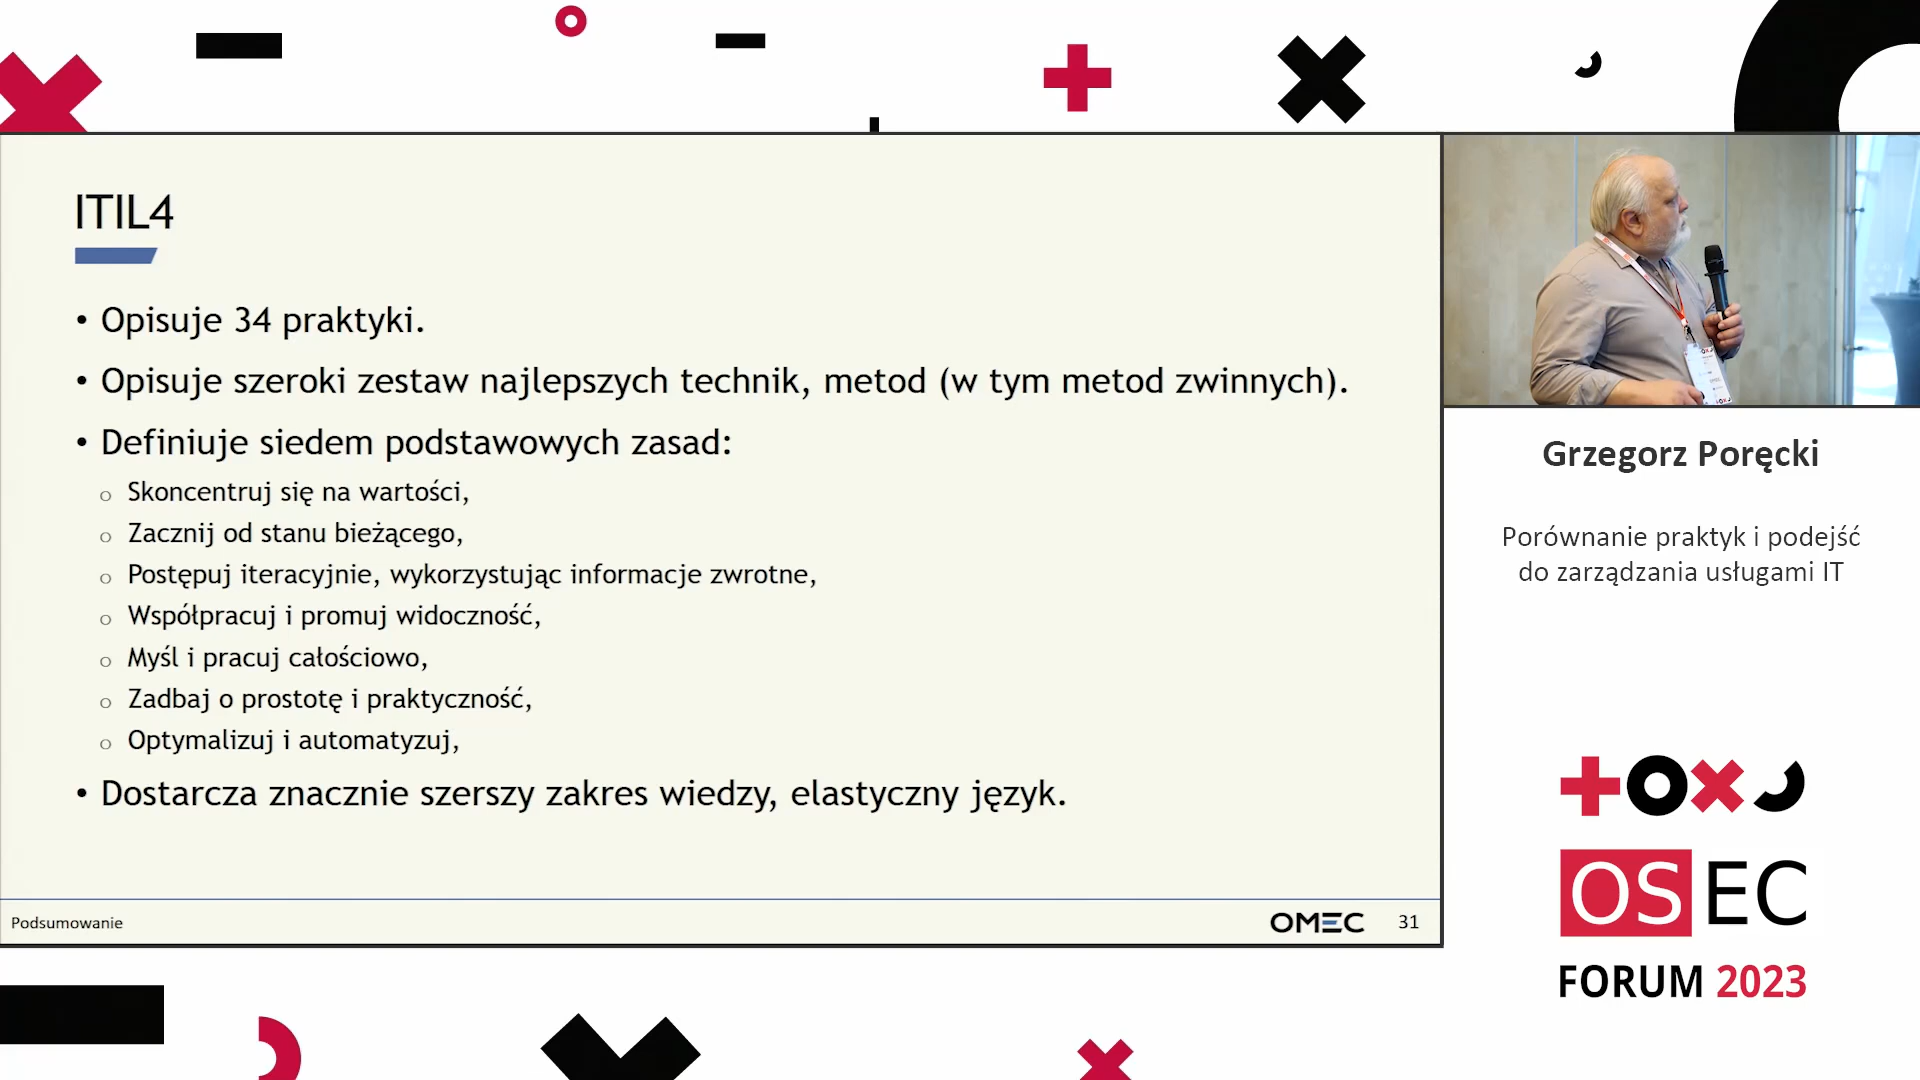 ITIL4
• Opisuje 34 praktyki.
• Opisuje szeroki zestaw najlepszych technik, metod (w tym metod zwinnych).
• Definiuje siedem podstawowych zasad:
o Skoncentruj się na wartości,
o Zacznij od stanu bieżącego,
o Postępuj iteracyjnie, wykorzystując informacje zwrotne,
o Współpracuj i promuj widoczność,
o Myśl i pracuj całościowo,
o Zadbaj o prostotę i praktyczność,
o Optymalizuj i automatyzuj,
• Dostarcza znacznie szerszy zakres wiedzy, elastyczny język.
Podsumowanie
OMEC
31
Grzegorz Poręcki
Porównanie praktyk i podejść
do zarządzania usługami IT
OSEC
FORUM 2023